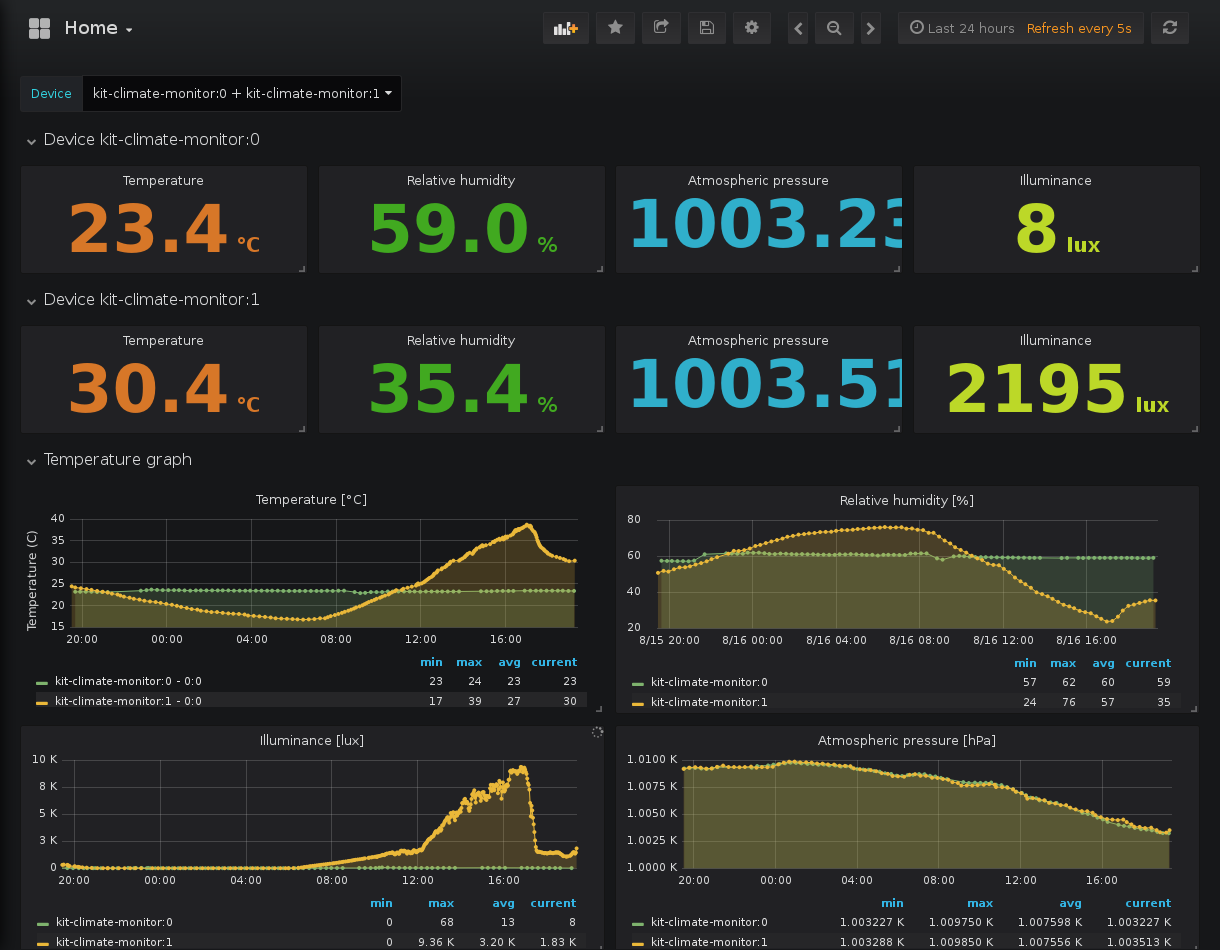 Home
Last 24 hours Refresh every 5s
Device kit-climate-monitor:0 + kit-climate-monitor:1
Device kit-climate-monitor:0
Temperature Relative humidity Atmospheric pressure Illuminance
23.4 °C 59.0 % 1003.23 8 lux
Device kit-climate-monitor:1
Temperature Relative humidity Atmospheric pressure Illuminance
30.4 °C 35.4 % 1003.51 2195 lux
Temperature graph
Temperature [°C]
Temperature (C)
40
35
30
25
20
15
20:00 00:00 04:00 08:00 12:00 16:00
min max avg current
kit-climate-monitor:0 - 0:0 23 24 23 23
kit-climate-monitor:1 - 0:0 17 39 27 30
Relative humidity [%]
80
60
40
20
8/15 20:00 8/16 00:00 8/16 04:00 8/16 08:00 8/16 12:00 8/16 16:00
min max avg current
kit-climate-monitor:0 57 62 60 59
kit-climate-monitor:1 24 76 57 35
Illuminance [lux]
10 K
8 K
5 K
3 K
0
20:00 00:00 04:00 08:00 12:00 16:00
min max avg current
kit-climate-monitor:0 0 68 13 8
kit-climate-monitor:1 0 9.36 K 3.20 K 1.83 K
Atmospheric pressure [hPa]
1.0100 K
1.0075 K
1.0050 K
1.0025 K
1.0000 K
20:00 00:00 04:00 08:00 12:00 16:00
min max avg current
kit-climate-monitor:0 1.003227 K 1.009750 K 1.007598 K 1.003227 K
kit-climate-monitor:1 1.003288 K 1.009850 K 1.007556 K 1.003513 K